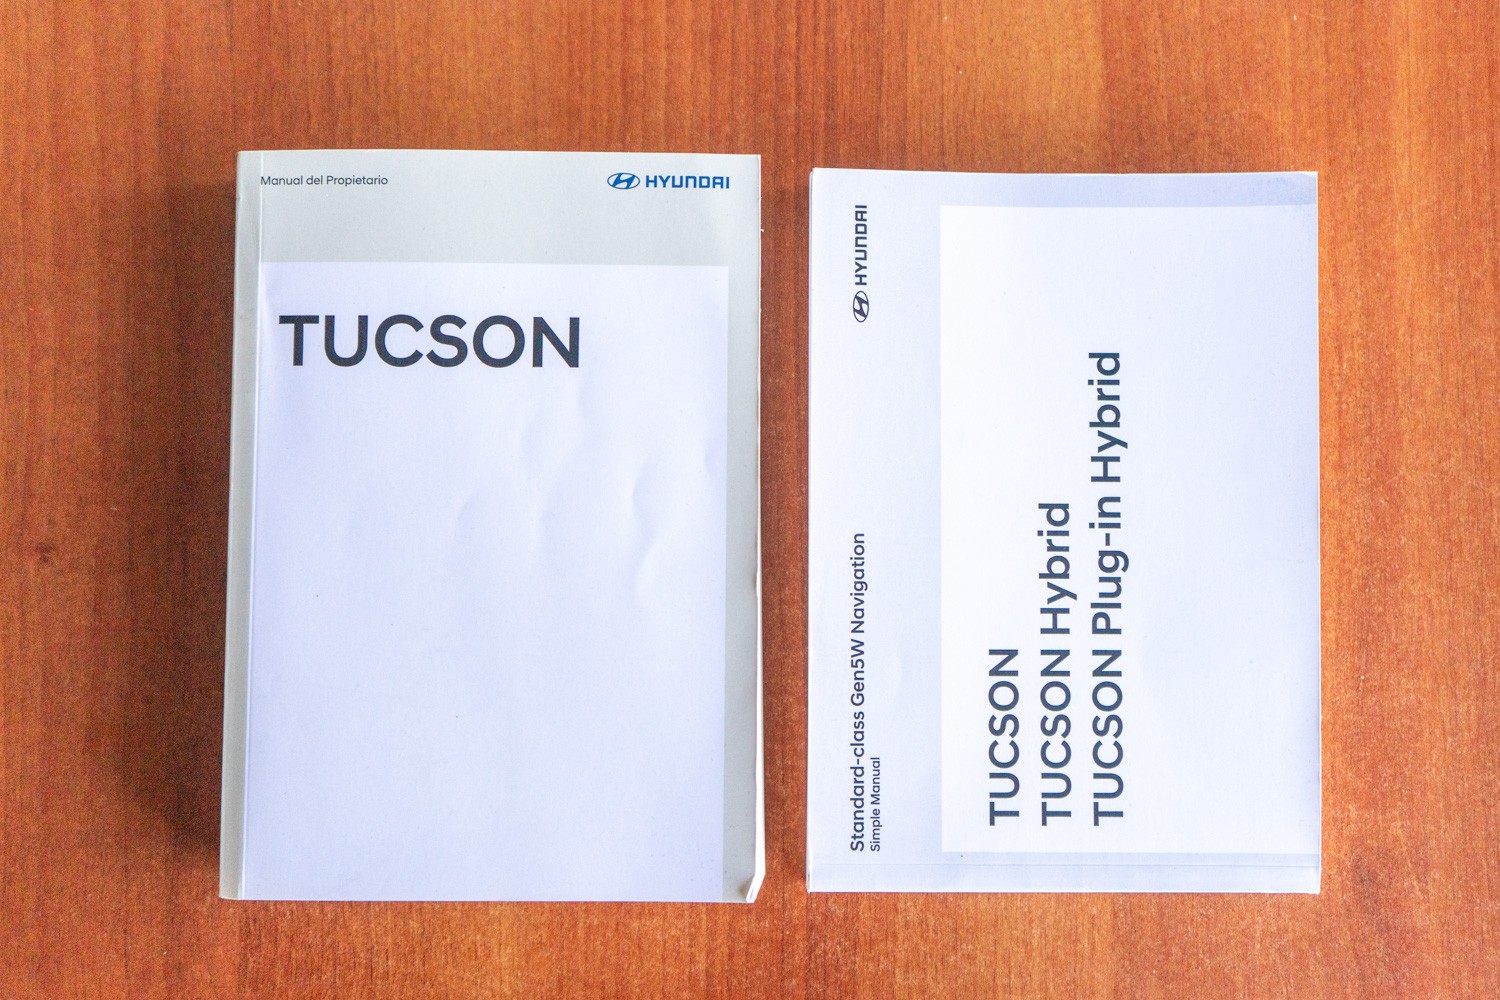 Manual del Propietario
HYUNDAI
TUCSON
HYUNDAI
Standard-class Gen5W Navigation
Simple Manual
TUCSON
TUCSON Hybrid
TUCSON Plug-in Hybrid